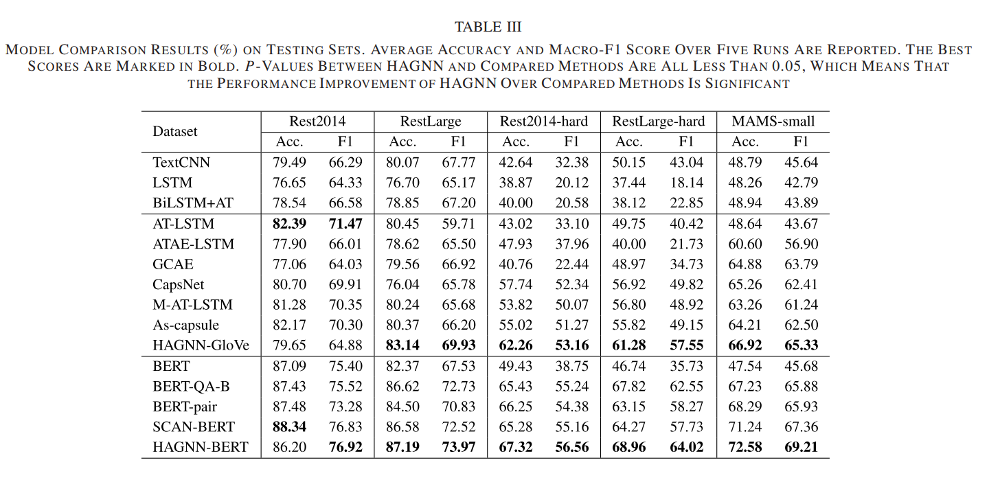 TABLE III
MODEL COMPARISON RESULTS (%) ON TESTING SETS. AVERAGE ACCURACY AND MACRO-F1 SCORE OVER FIVE RUNS ARE REPORTED. THE BEST
SCORES ARE MARKED IN BOLD. P-VALUES BETWEEN HAGNN AND COMPARED METHODS ARE ALL LESS THAN 0.05, WHICH MEANS THAT
THE PERFORMANCE IMPROVEMENT OF HAGNN OVER COMPARED METHODS IS SIGNIFICANT
Dataset Rest2014 RestLarge Rest2014-hard RestLarge-hard MAMS-small
Acc. F1 Acc. F1 Acc. F1 Acc. F1 Acc. F1
TextCNN 79.49 66.29 80.07 67.77 42.64 32.38 50.15 43.04 48.79 45.64
LSTM 76.65 64.33 76.70 65.17 38.87 20.12 37.44 18.14 48.26 42.79
BiLSTM+AT 78.54 66.58 78.85 67.20 40.00 20.58 38.12 22.85 48.94 43.89
AT-LSTM 82.39 71.47 80.45 59.71 43.02 33.10 49.75 40.42 48.64 43.67
ATAE-LSTM 77.90 66.01 78.62 65.50 47.93 37.96 40.00 21.73 60.60 56.90
GCAE 77.06 64.03 79.56 66.92 40.76 22.44 48.97 34.73 64.88 63.79
CapsNet 80.70 69.91 76.04 65.78 57.74 52.34 56.92 49.82 65.26 62.41
M-AT-LSTM 81.28 70.35 80.24 65.68 53.82 50.07 56.80 48.92 63.26 61.24
As-capsule 82.17 70.30 80.37 66.20 55.02 51.27 55.82 49.15 64.21 62.50
HAGNN-GloVe 79.65 64.88 83.14 69.93 62.26 53.16 61.28 57.55 66.92 65.33
BERT 87.09 75.40 82.37 67.53 49.43 38.75 46.74 35.73 47.54 45.68
BERT-QA-B 87.43 75.52 86.62 72.73 65.43 55.24 67.82 62.55 67.23 65.88
BERT-pair 87.48 73.28 84.50 70.83 66.25 54.38 63.15 58.27 68.29 65.93
SCAN-BERT 88.34 76.83 86.58 72.52 65.28 55.16 64.27 57.73 71.24 67.36
HAGNN-BERT 86.20 76.92 87.19 73.97 67.32 56.56 68.96 64.02 72.58 69.21